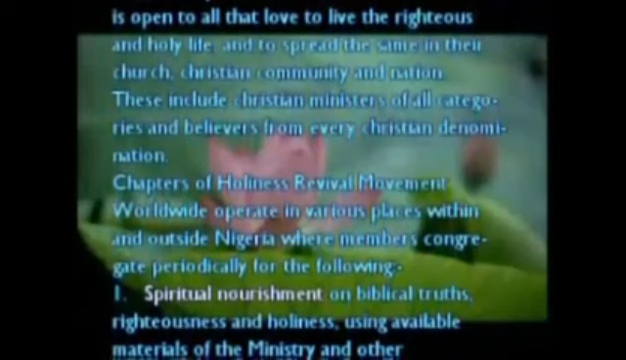 is open to all that love to live the righteous
and holy life, and to spread the same in their
church, christian community and nation.
These include christian ministers of all catego-
ries and believers from every christian denomi-
nation.
Chapters of Holiness Revival Movement
Worldwide operate in various places within
and outside Nigeria where members congre-
gate periodically for the following:-
1. Spiritual nourishment on biblical truths,
righteousness and holiness, using available
materials of the Ministry and other